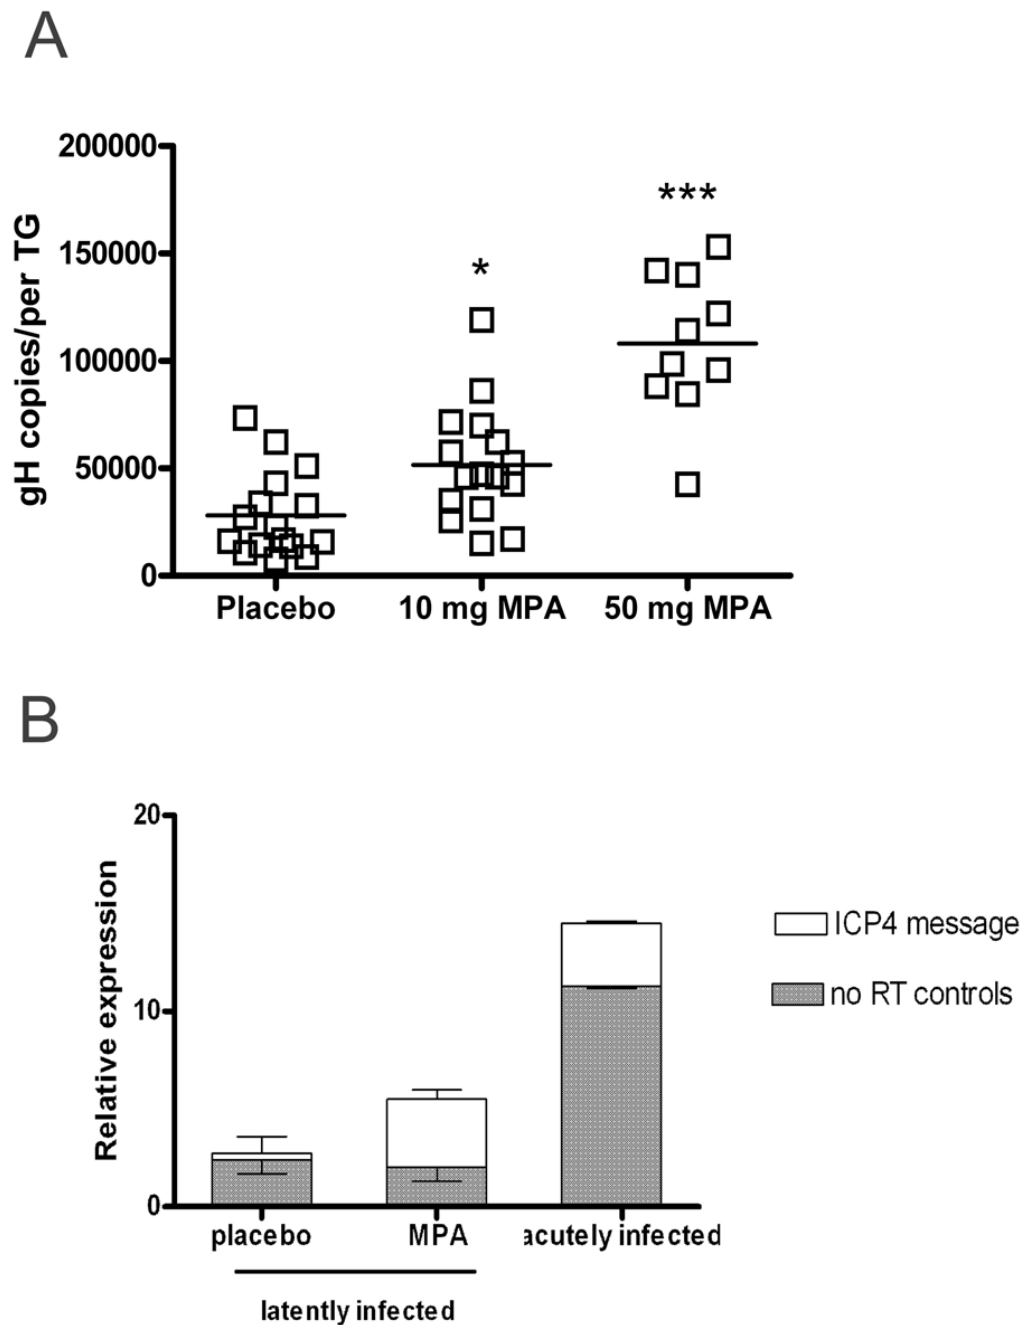 A
200000
150000
100000
50000
0
gH copies/per TG
*
***
Placebo 10 mg MPA 50 mg MPA
B
20
10
0
Relative expression
ICP4 message
no RT controls
placebo MPA acutely infected
latently infected